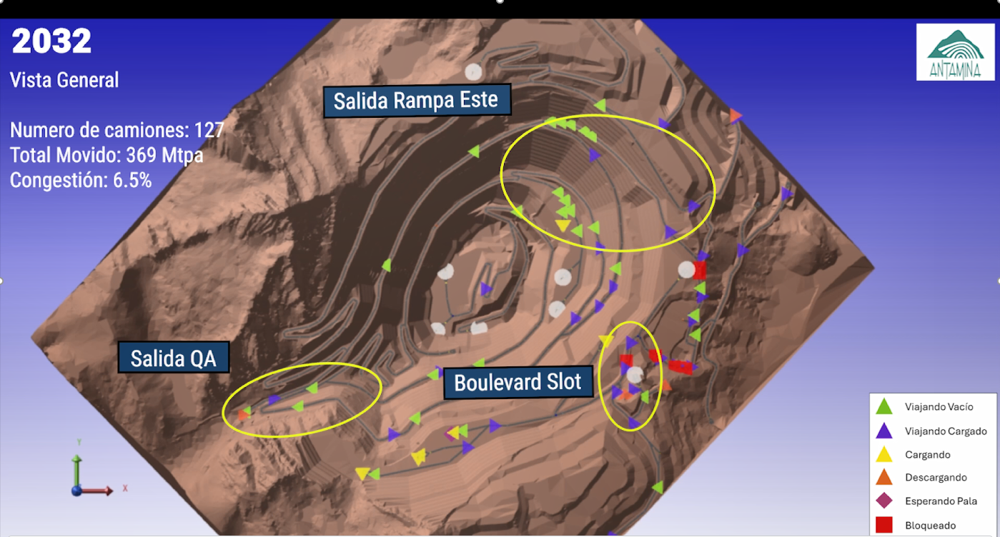 2032
Vista General
Numero de camiones: 127
Total Movido: 369 Mtpa
Congestión: 6.5%
ANTAMINA
Salida Rampa Este
Salida QA
Boulevard Slot
Y
X
Viajando Vacío
Viajando Cargado
Cargando
Descargando
Esperando Pala
Bloqueado